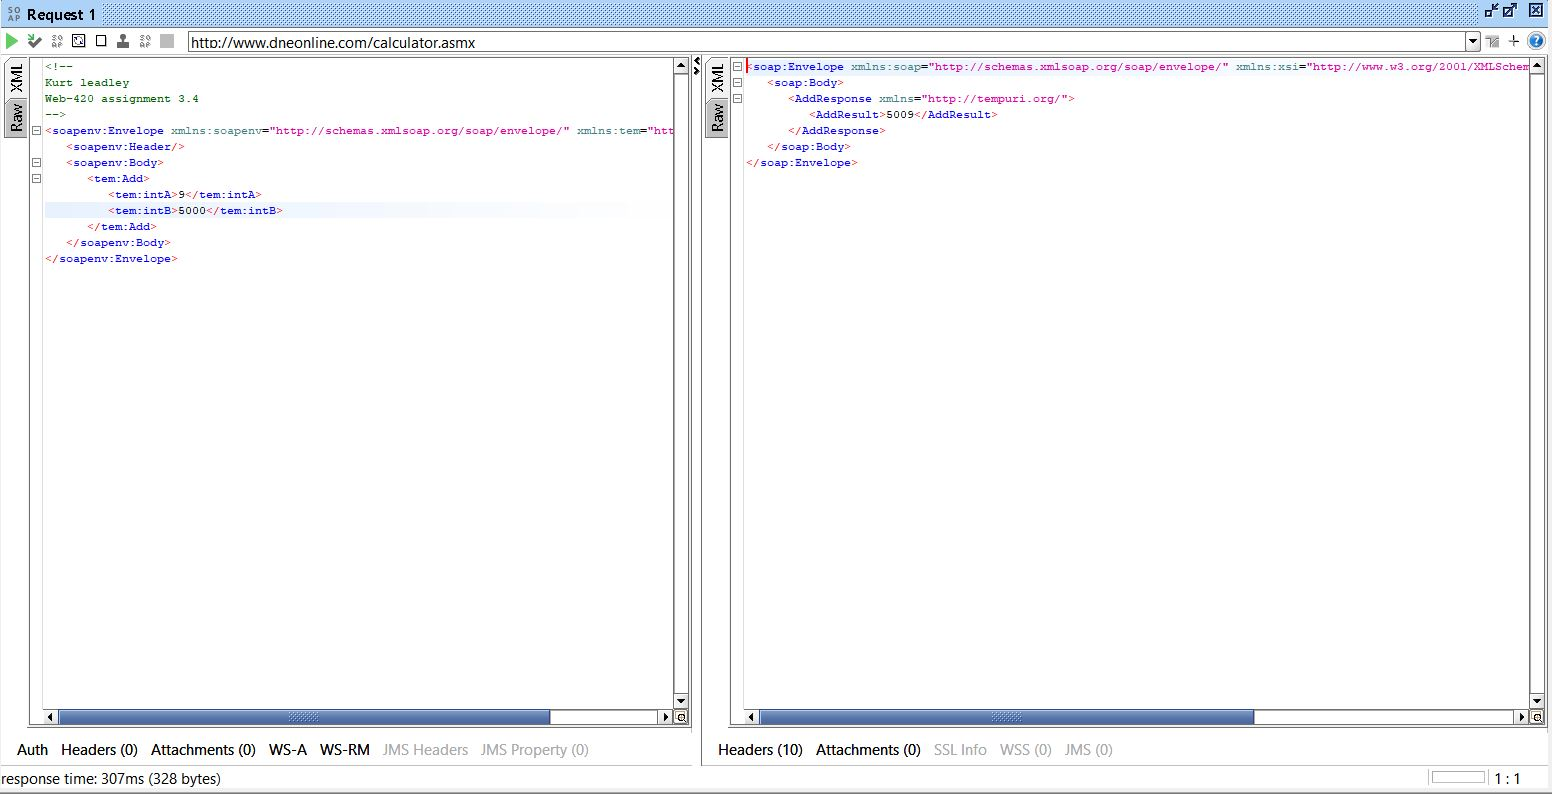 SO
AP
Request 1
SO
AP
SO
AP
http://www.dneonline.com/calculator.asmx
?
XML
Raw
<!--
Kurt leadley
Web-420 assignment 3.4
-->
<soapenv:Envelope xmlns:soapenv="http://schemas.xmlsoap.org/soap/envelope/" xmlns:tem="htt
<soapenv:Header/>
<soapenv:Body>
<tem:Add>
<tem:intA>9</tem:intA>
<tem:intB>5000</tem:intB>
</tem:Add>
</soapenv:Body>
</soapenv:Envelope>
XML
Raw
<soap:Envelope xmlns:soap="http://schemas.xmlsoap.org/soap/envelope/" xmlns:xsi="http://www.w3.org/2001/XMLSchem
<soap:Body>
<AddResponse xmlns="http://tempuri.org/">
<AddResult>5009</AddResult>
</AddResponse>
</soap:Body>
</soap:Envelope>
Auth Headers (0) Attachments (0) WS-A WS-RM JMS Headers JMS Property (0)
Headers (10) Attachments (0) SSL Info WSS (0) JMS (0)
response time: 307ms (328 bytes)
1 : 1